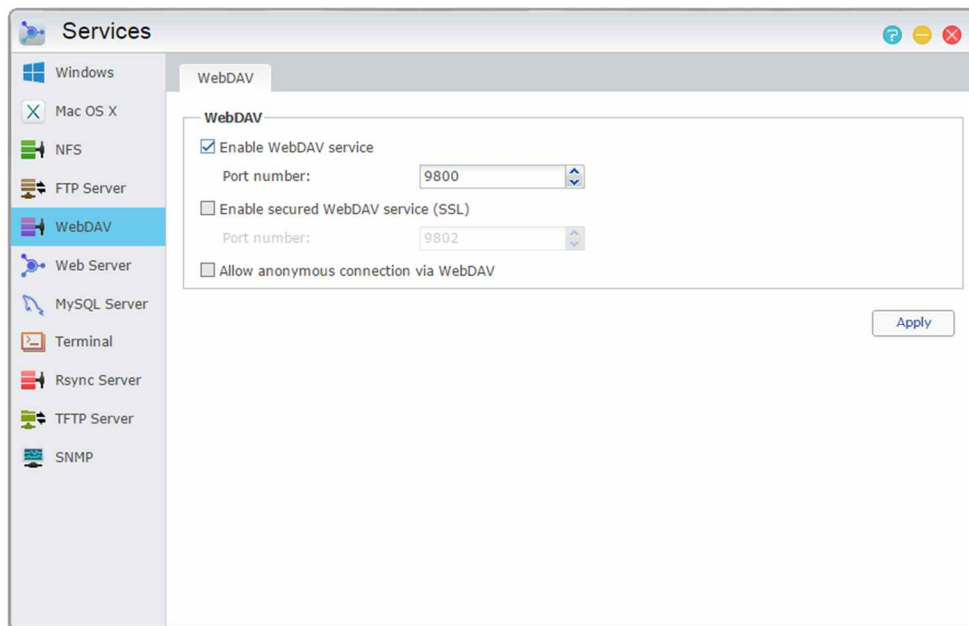 Services
Windows
Mac OS X
NFS
FTP Server
WebDAV
Web Server
MySQL Server
Terminal
Rsync Server
TFTP Server
SNMP
WebDAV
WebDAV
Enable WebDAV service
Port number: 9800
Enable secured WebDAV service (SSL)
Port number: 9802
Allow anonymous connection via WebDAV
Apply